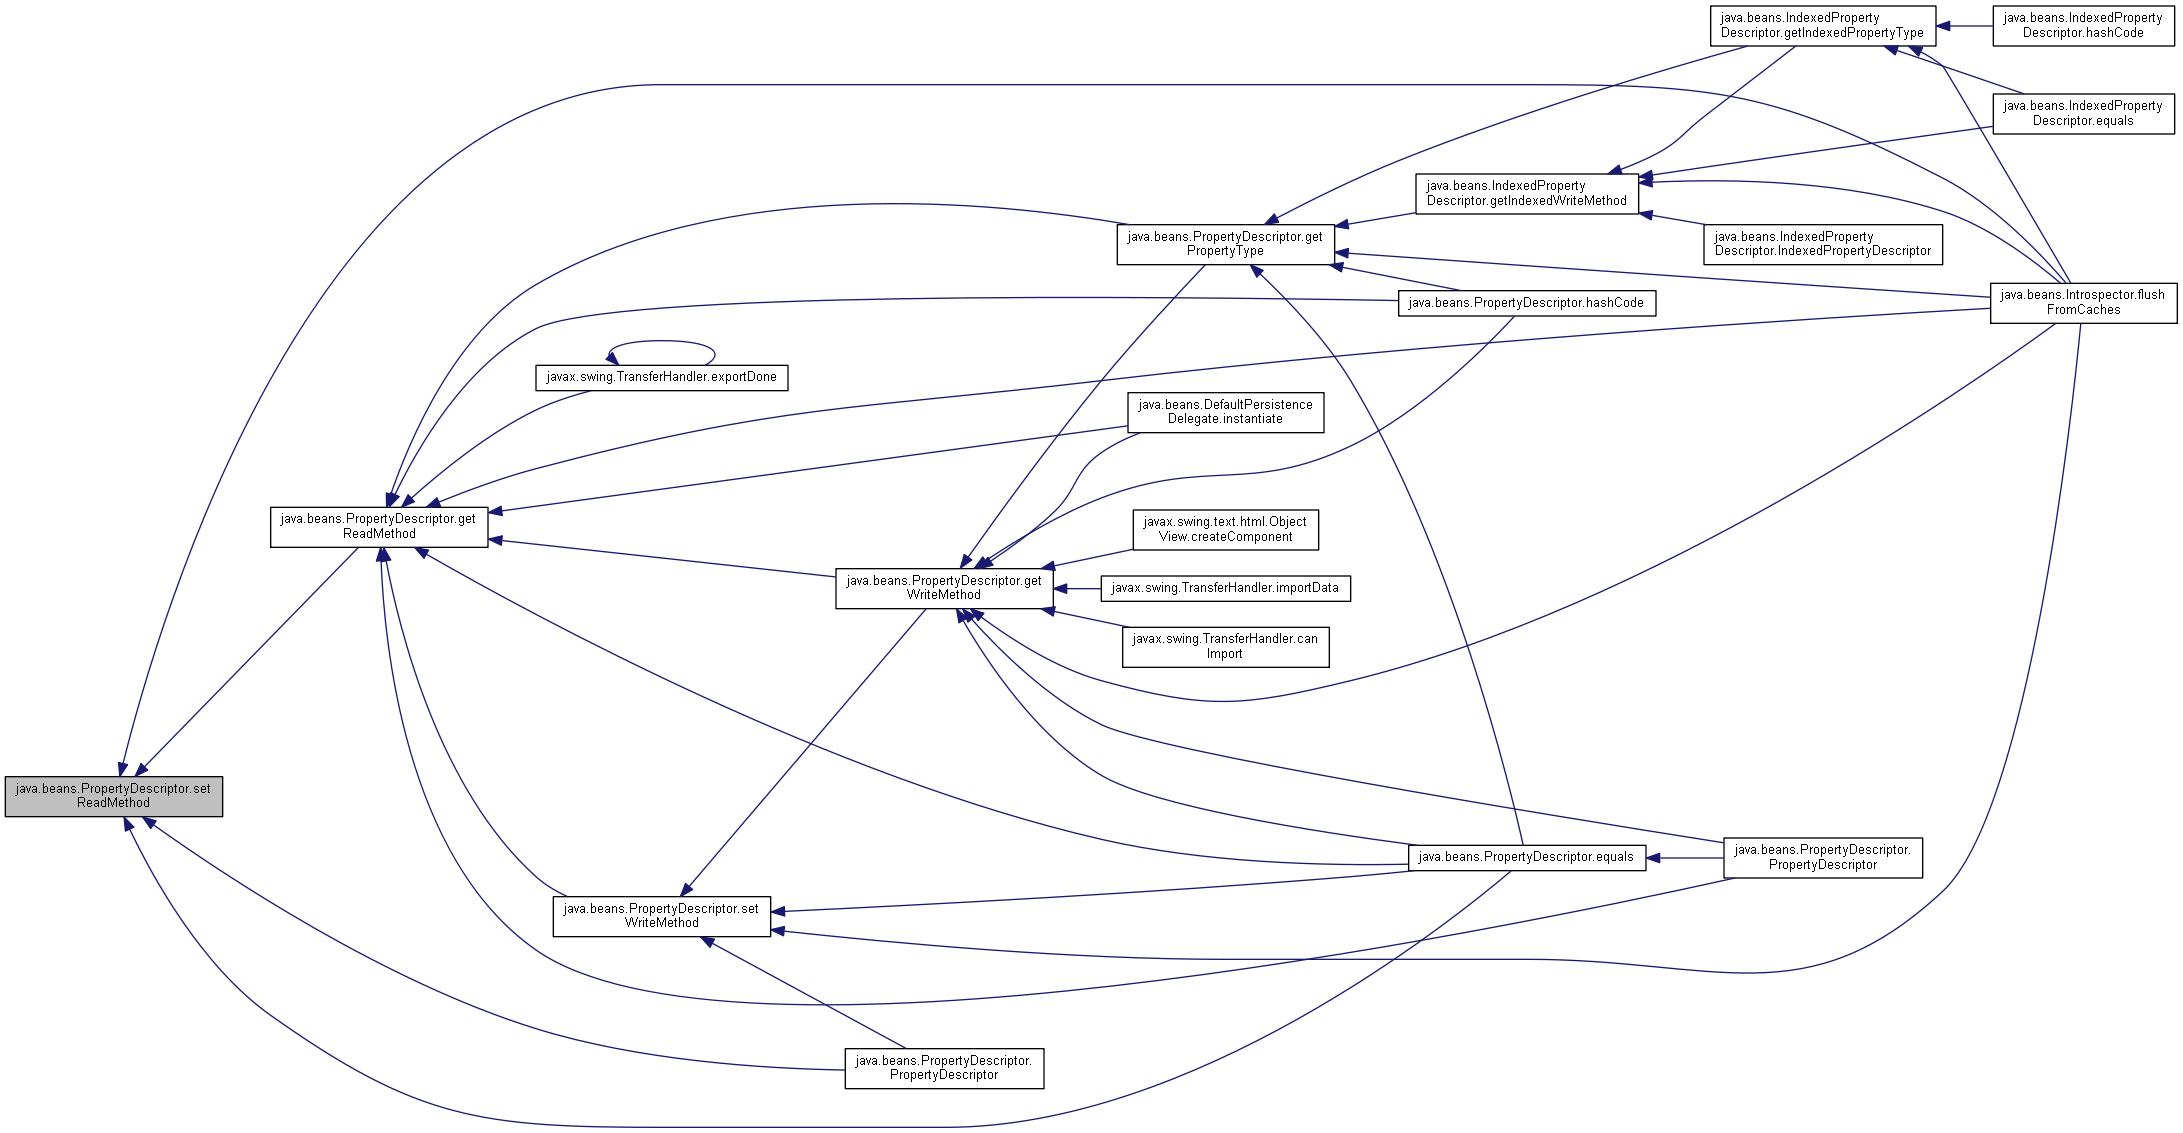 java.beans.IndexedProperty
Descriptor.getIndexedPropertyType
java.beans.IndexedProperty
Descriptor.hashCode
java.beans.IndexedProperty
Descriptor.equals
java.beans.IndexedProperty
Descriptor.getIndexedWriteMethod
java.beans.PropertyDescriptor.get
PropertyType
java.beans.IndexedProperty
Descriptor.IndexedPropertyDescriptor
java.beans.PropertyDescriptor.hashCode
java.beans.Introspector.flush
FromCaches
javax.swing.TransferHandler.exportDone
java.beans.DefaultPersistence
Delegate.instantiate
java.beans.PropertyDescriptor.get
ReadMethod
javax.swing.text.html.Object
View.createComponent
java.beans.PropertyDescriptor.get
WriteMethod
javax.swing.TransferHandler.importData
javax.swing.TransferHandler.can
Import
java.beans.PropertyDescriptor.set
ReadMethod
java.beans.PropertyDescriptor.equals
java.beans.PropertyDescriptor.
PropertyDescriptor
java.beans.PropertyDescriptor.set
WriteMethod
java.beans.PropertyDescriptor.
PropertyDescriptor